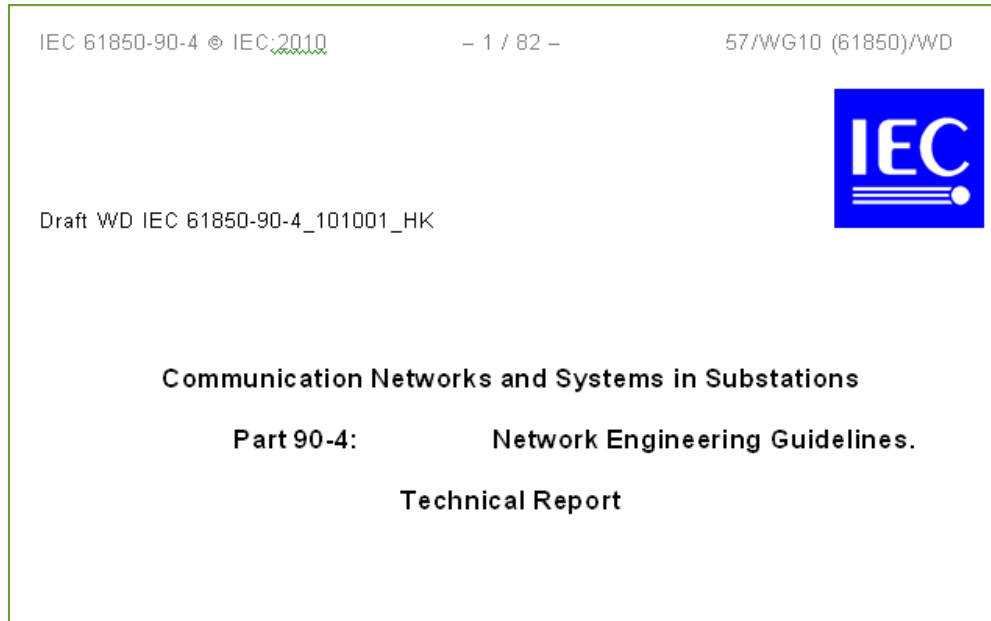 IEC 61850-90-4 © IEC:2010 – 1 / 82 – 57/WG10 (61850)/WD
IEC
Draft WD IEC 61850-90-4_101001_HK
Communication Networks and Systems in Substations
Part 90-4: Network Engineering Guidelines.
Technical Report